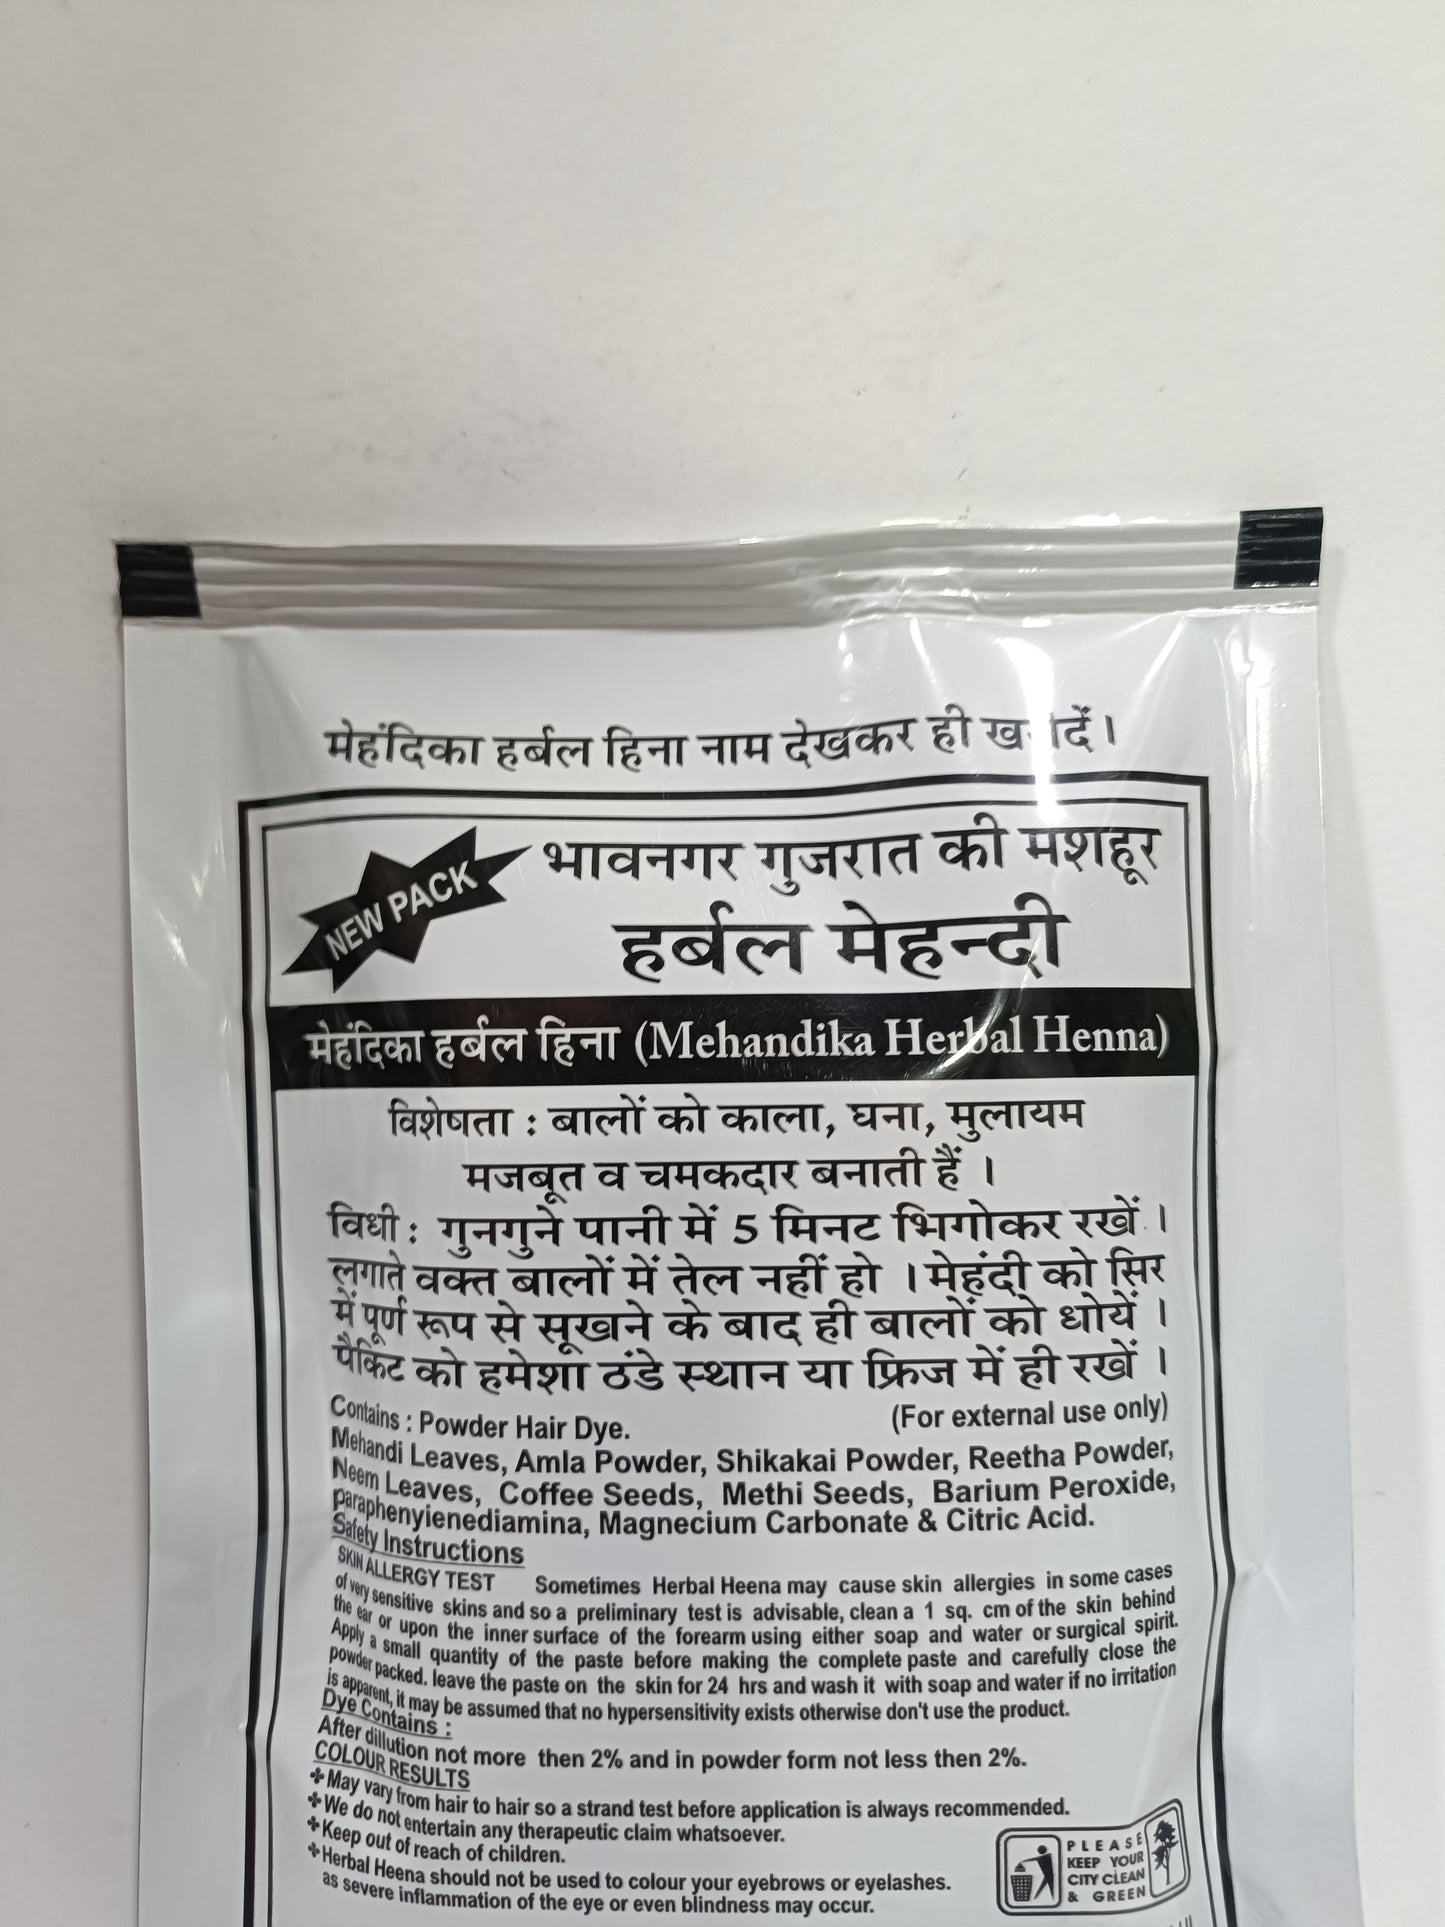 मेहंदिका हर्बल हिना नाम देखकर ही
NEW PACK
भावनगर गुजरात की मशहूर
हर्बल मेहन्दी
मेहंदिका हर्बल हिना (Mehandika Herbal Henna)
विशेषता : बालों को काला, घना, मुलायम
मजबूत व चमकदार बनाती हैं ।
विधी : गुनगुने पानी में 5 मिनट भिगोकर रखें ।
लगाते वक्त बालों में तेल नहीं हो । मेहंदी को सिर
में पूर्ण रूप से सूखने के बाद ही बालों को धोयें ।
पैकिट को हमेशा ठंडे स्थान या फ्रिज में ही रखें ।
Contains : Powder Hair Dye. (For external use only)
Mehandi Leaves, Amla Powder, Shikakai Powder, Reetha Powder,
Neem Leaves, Coffee Seeds, Methi Seeds, Barium Peroxide,
paraphenyienediamina, Magnecium Carbonate & Citric Acid.
Safety Instructions
SKIN ALLERGY TEST Sometimes Herbal Heena may cause skin allergies in some cases
of very sensitive skins and so a preliminary test is advisable, clean a 1 sq. cm of the skin behind
the ear or upon the inner surface of the forearm using either soap and water or surgical spirit.
Apply a small quantity of the paste before making the complete paste and carefully close the
powder packed. leave the paste on the skin for 24 hrs and wash it with soap and water if no irritation
is apparent, it may be assumed that no hypersensitivity exists otherwise don't use the product.
Dye Contains :
After dillution not more then 2% and in powder form not less then 2%.
COLOUR RESULTS
✤May vary from hair to hair so a strand test before application is always recommended.
✤We do not entertain any therapeutic claim whatsoever.
✤Keep out of reach of children.
✤Herbal Heena should not be used to colour your eyebrows or eyelashes.
as severe inflammation of the eye or even blindness may occur.
PLEASE
KEEP YOUR
CITY CLEAN
& GREEN